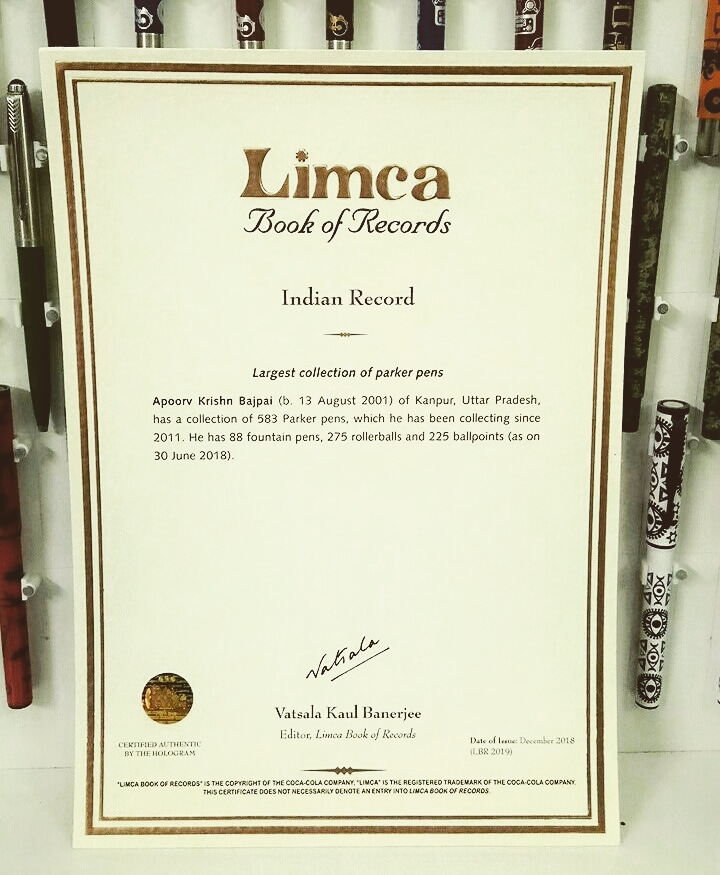 Limca
Book of Records
Indian Record
Largest collection of parker pens
Apoorv Krishn Bajpai (b. 13 August 2001) of Kanpur, Uttar Pradesh,
has a collection of 583 Parker pens, which he has been collecting since
2011. He has 88 fountain pens, 275 rollerballs and 225 ballpoints (as on
30 June 2018).
Vatsala
Vatsala Kaul Banerjee
Editor, Limca Book of Records
CERTIFIED AUTHENTIC
BY THE HOLOGRAM
Date of Issue: December 2018
(LBR 2019)
"LIMCA BOOK OF RECORDS" IS THE COPYRIGHT OF THE COCA-COLA COMPANY. "LIMCA" IS THE REGISTERED TRADEMARK OF THE COCA-COLA COMPANY.
THIS CERTIFICATE DOES NOT NECESSARILY DENOTE AN ENTRY INTO LIMCA BOOK OF RECORDS.